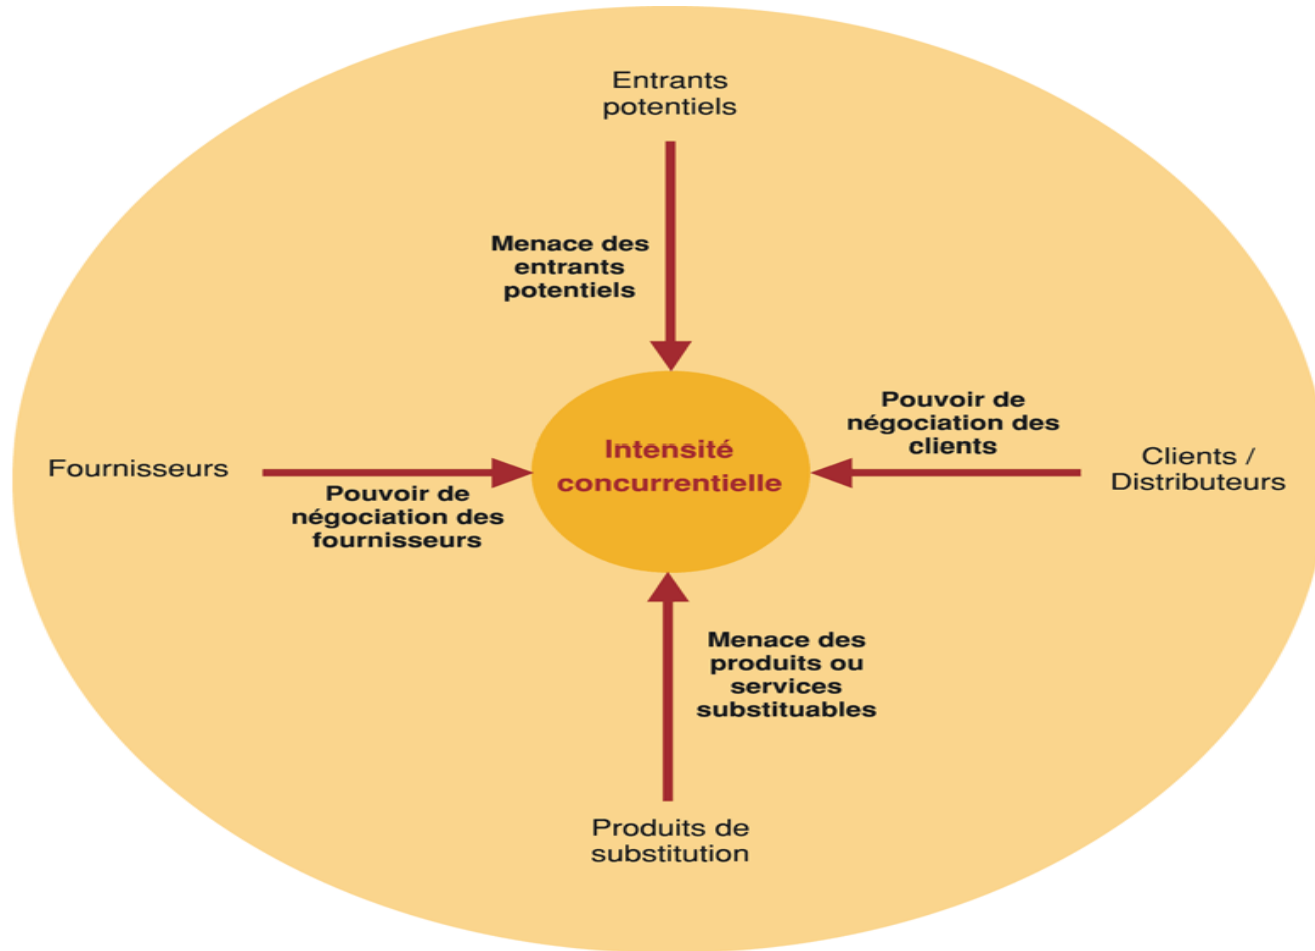 Entrants
potentiels
Menace des
entrants
potentiels
Pouvoir de
négociation des
clients
Intensité
concurrentielle
Fournisseurs
Clients /
Distributeurs
Pouvoir de
négociation des
fournisseurs
Menace des
produits ou
services
substituables
Produits de
substitution